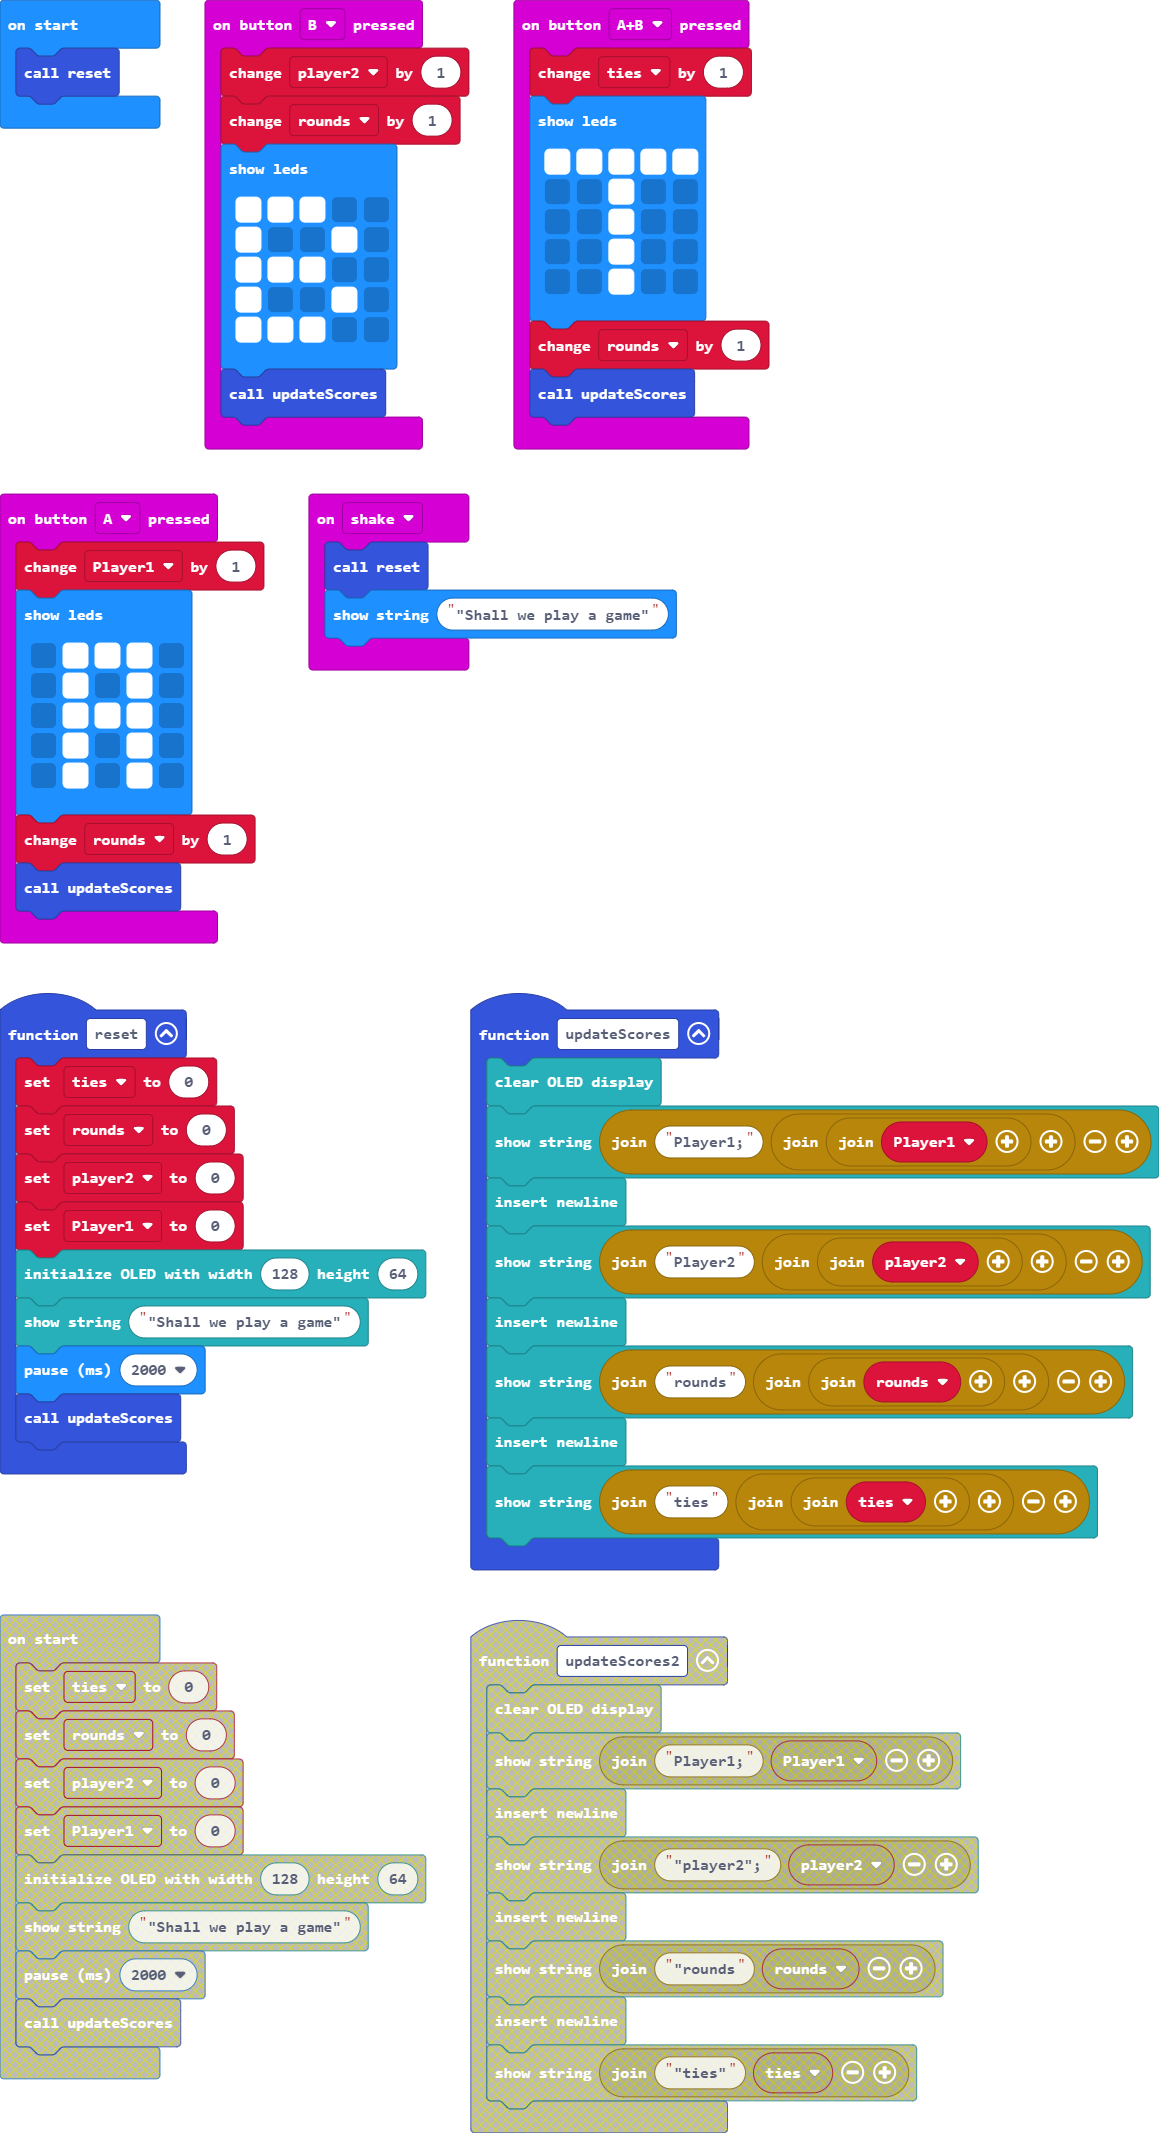 on start
call reset
on button B pressed
change player2 by 1
change rounds by 1
show leds
call updateScores
on button A+B pressed
change ties by 1
show leds
change rounds by 1
call updateScores
on button A pressed
change Player1 by 1
show leds
change rounds by 1
call updateScores
on shake
call reset
show string ""Shall we play a game""
function reset
set ties to 0
set rounds to 0
set player2 to 0
set Player1 to 0
initialize OLED with width 128 height 64
show string ""Shall we play a game""
pause (ms) 2000
call updateScores
function updateScores
clear OLED display
show string join "Player1;" join join Player1
insert newline
show string join "Player2" join join player2
insert newline
show string join "rounds" join join rounds
insert newline
show string join "ties" join join ties
on start
set ties to 0
set rounds to 0
set player2 to 0
set Player1 to 0
initialize OLED with width 128 height 64
show string ""Shall we play a game""
pause (ms) 2000
call updateScores
function updateScores2
clear OLED display
show string join "Player1;" Player1
insert newline
show string join ""player2";" player2
insert newline
show string join ""rounds" rounds
insert newline
show string join ""ties"" ties